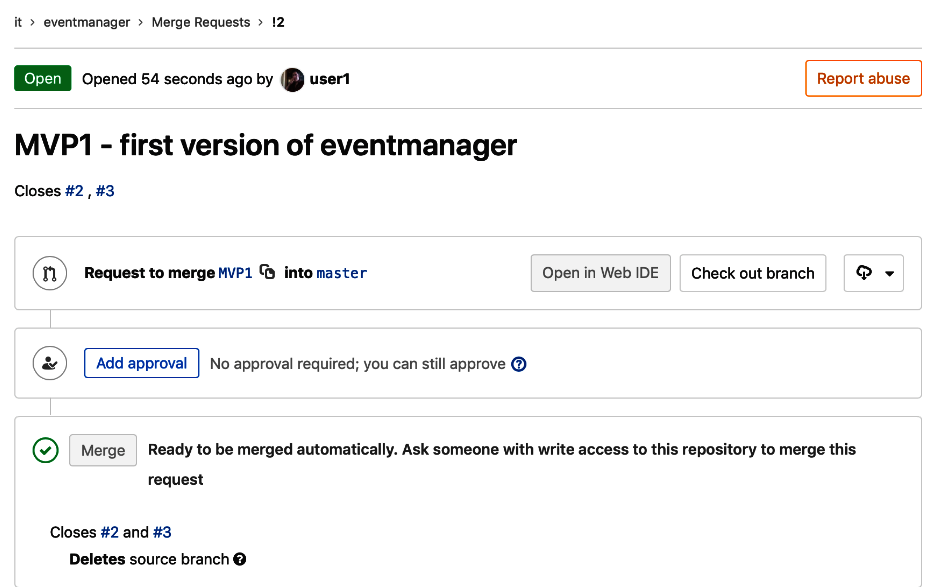 it > eventmanager > Merge Requests > !2
Open Opened 54 seconds ago by user1 Report abuse
MVP1 - first version of eventmanager
Closes #2 , #3
Request to merge MVP1 into master Open in Web IDE Check out branch
Add approval No approval required; you can still approve ?
Merge Ready to be merged automatically. Ask someone with write access to this repository to merge this
request
Closes #2 and #3
Deletes source branch ?